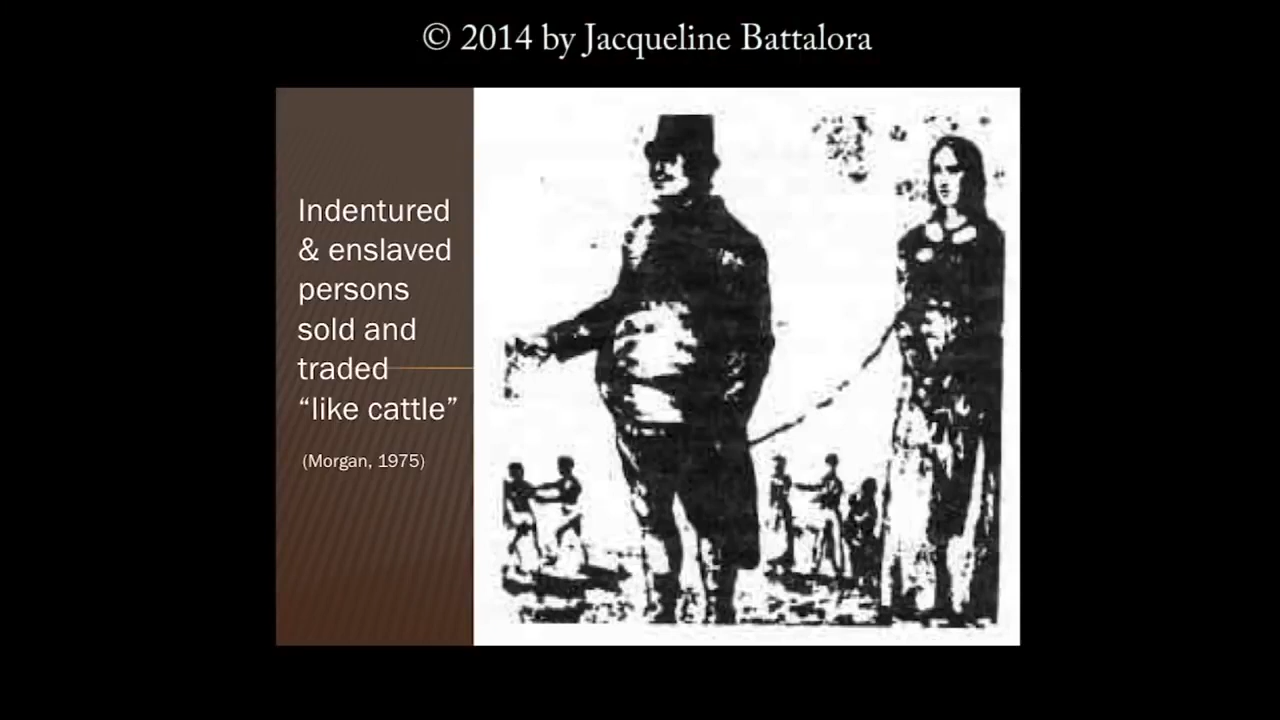 © 2014 by Jacqueline Battalora
Indentured
& enslaved
persons
sold and
traded
“like cattle”
(Morgan, 1975)